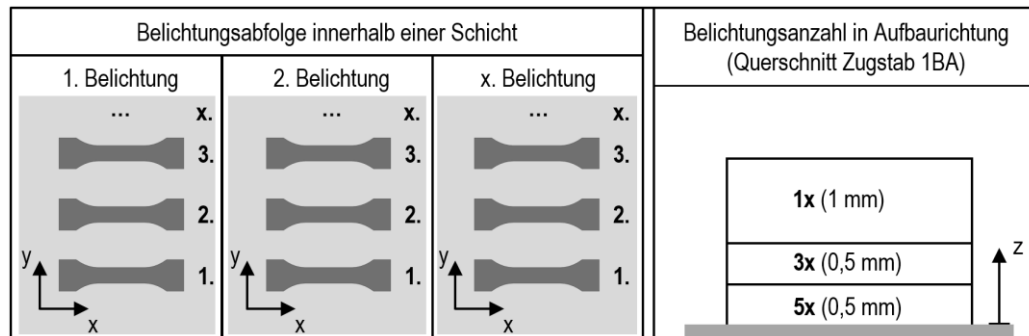 Belichtungsabfolge innerhalb einer Schicht
1. Belichtung
... x.
3.
2.
1.
y
x
2. Belichtung
... x.
3.
2.
1.
y
x
x. Belichtung
... x.
3.
2.
1.
y
x
Belichtungsanzahl in Aufbaurichtung
(Querschnitt Zugstab 1BA)
1x (1 mm)
3x (0,5 mm)
5x (0,5 mm)
z